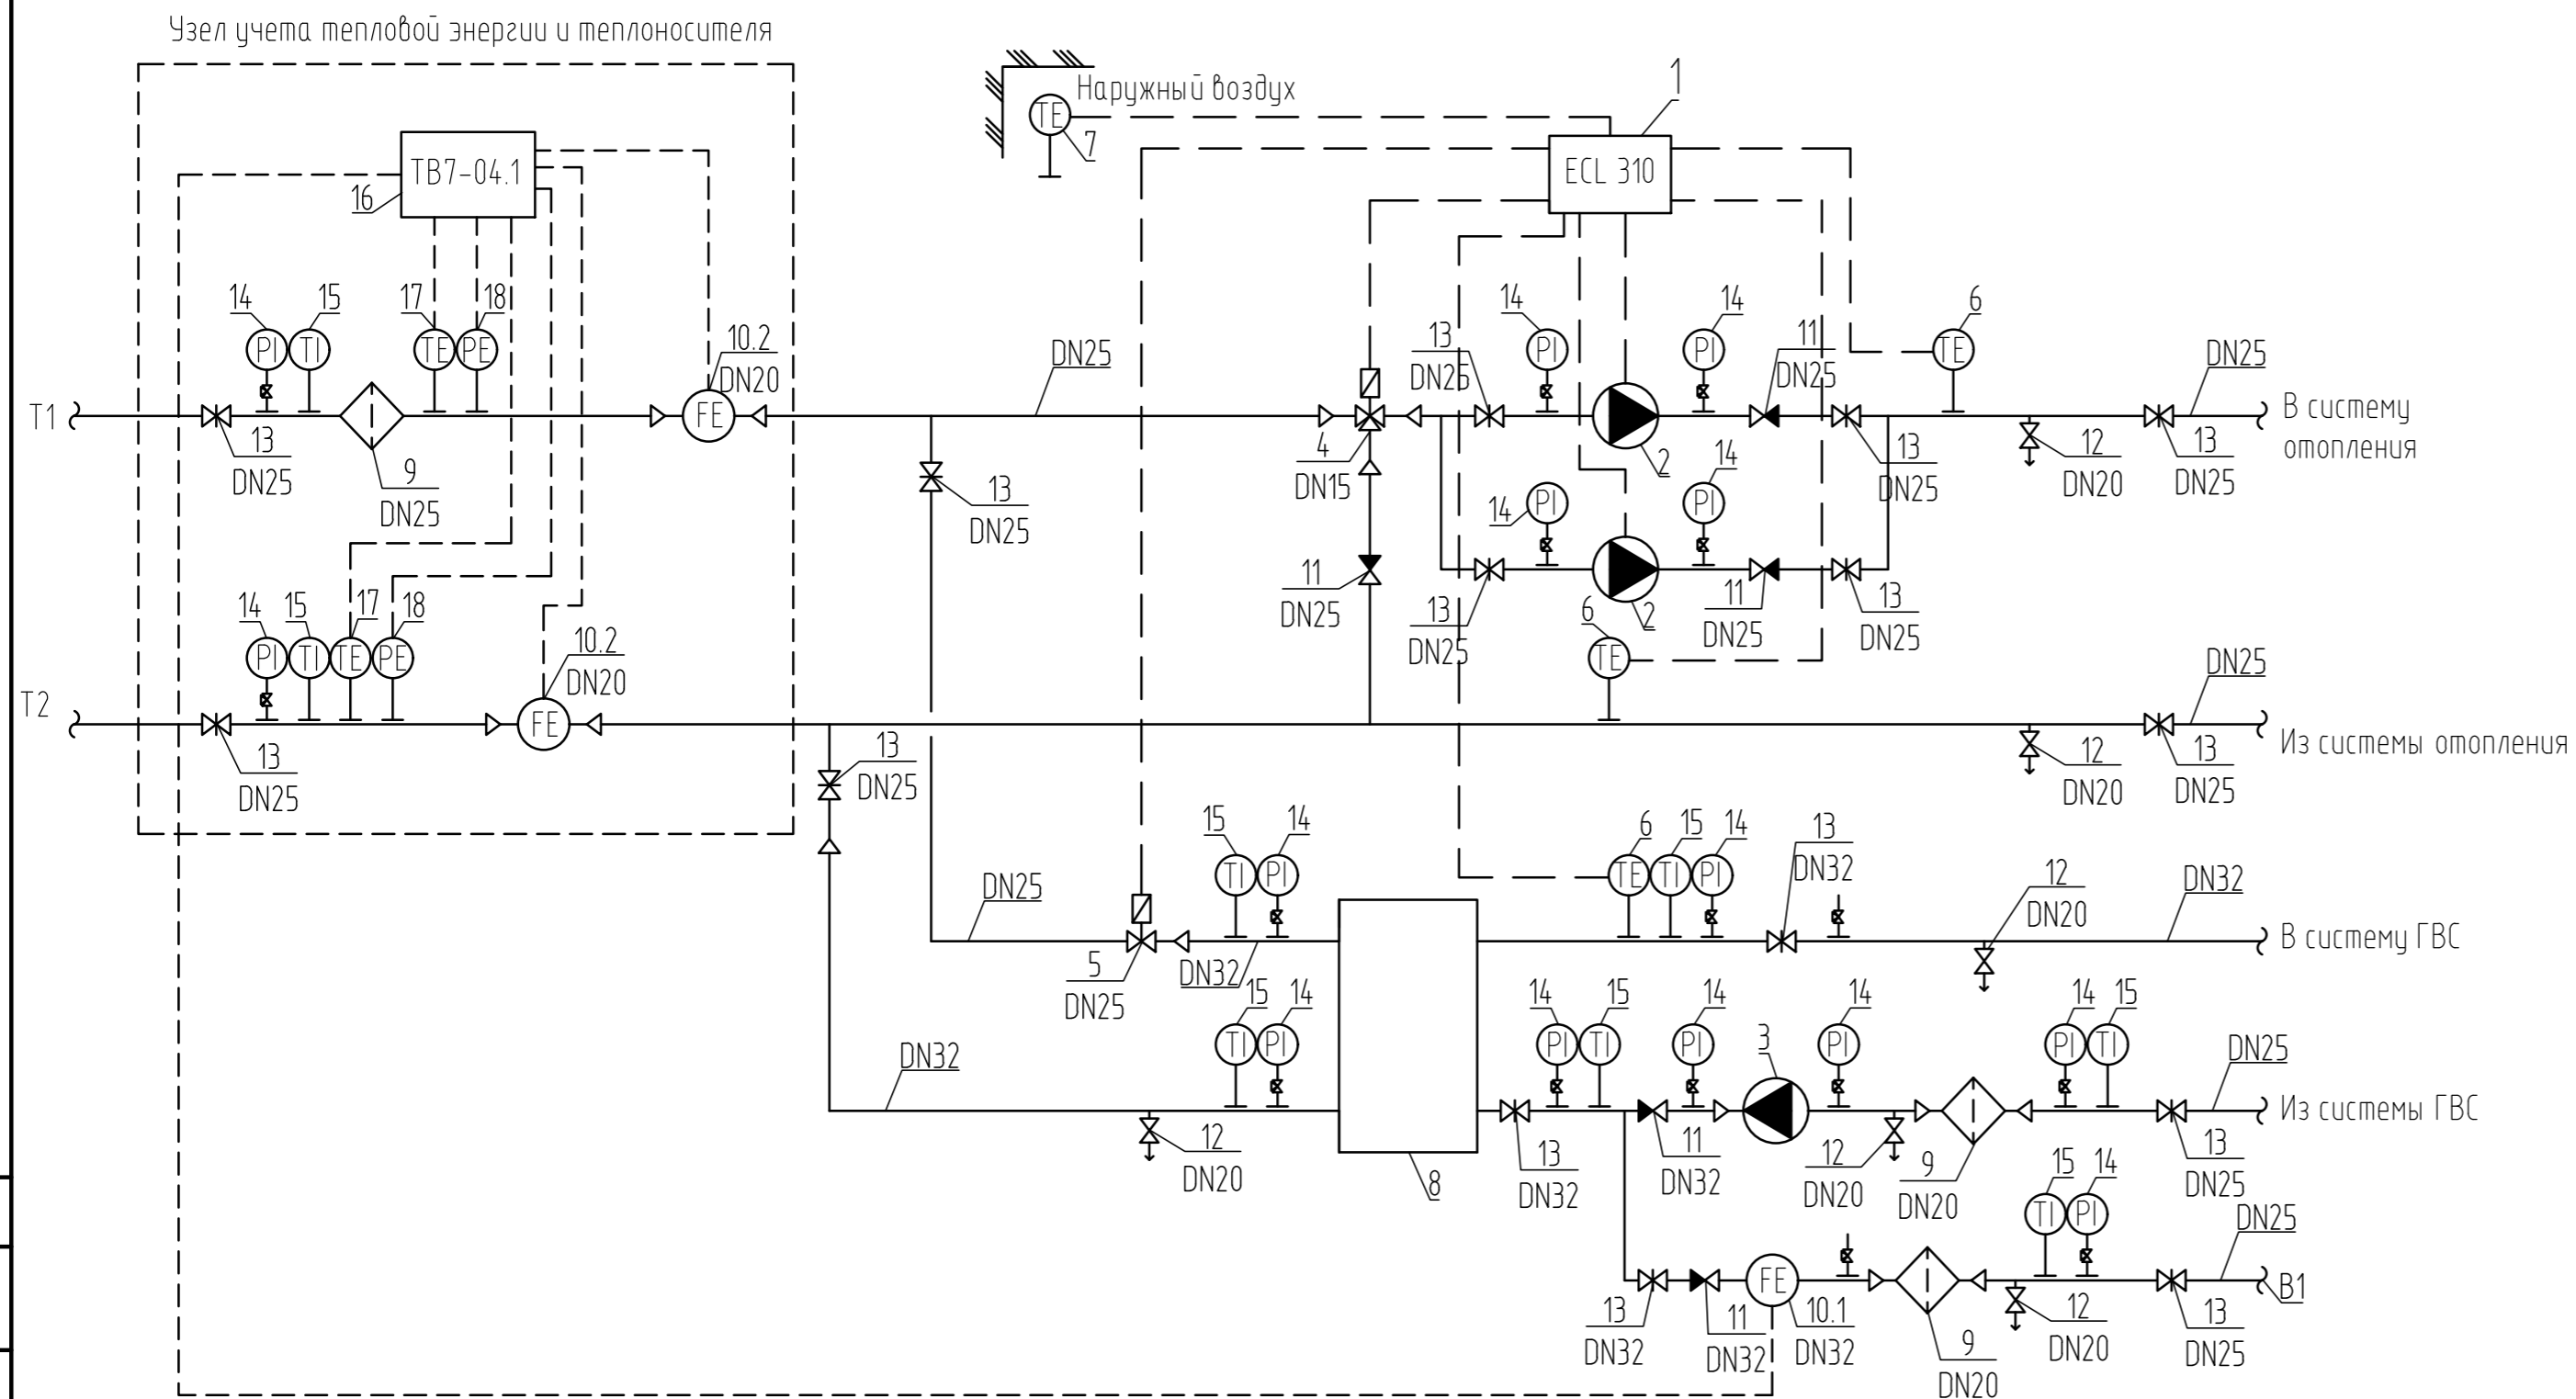 Узел учета тепловой энергии и теплоносителя
Наружный воздух
1
TE
7
ТВ7-04.1
16
ECL 310
14
15
17
18
PI
TI
TE
PE
10.2
DN20
FE
DN25
13
DN25
14
PI
14
PI
11
DN25
6
TE
DN25
T1
В систему
отопления
13
DN25
9
DN25
4
DN15
2
13
DN25
12
DN20
13
DN25
13
DN25
14
PI
14
PI
11
DN25
13
DN25
2
11
DN25
13
DN25
6
TE
14
15
17
18
PI
TI
TE
PE
10.2
DN20
FE
DN25
T2
Из системы отопления
13
DN25
13
DN25
12
DN20
13
DN25
15
14
TI
PI
6
15
14
TE
TI
PI
13
DN32
12
DN20
DN32
DN25
В систему ГВС
5
DN25
DN32
15
14
TI
PI
14
15
PI
TI
14
PI
3
14
PI
14
15
PI
TI
DN25
DN32
Из системы ГВС
12
DN20
8
13
DN32
11
DN32
12
DN20
9
DN20
13
DN25
15
14
TI
PI
DN25
FE
В1
13
DN32
11
DN32
10.1
DN32
9
DN20
12
DN20
13
DN25